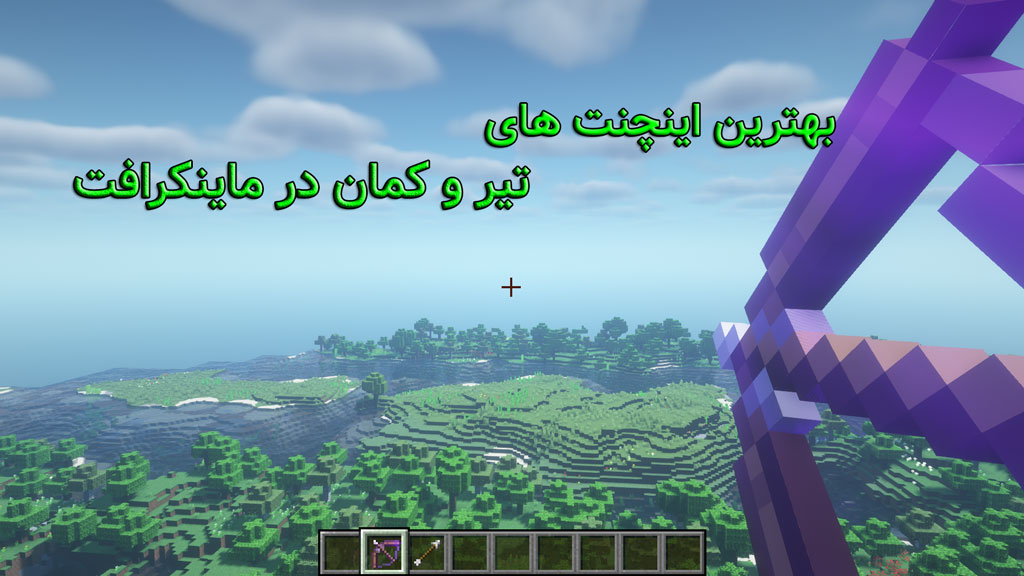 بهترین اینچنت های
تیر و کمان در ماینکرافت